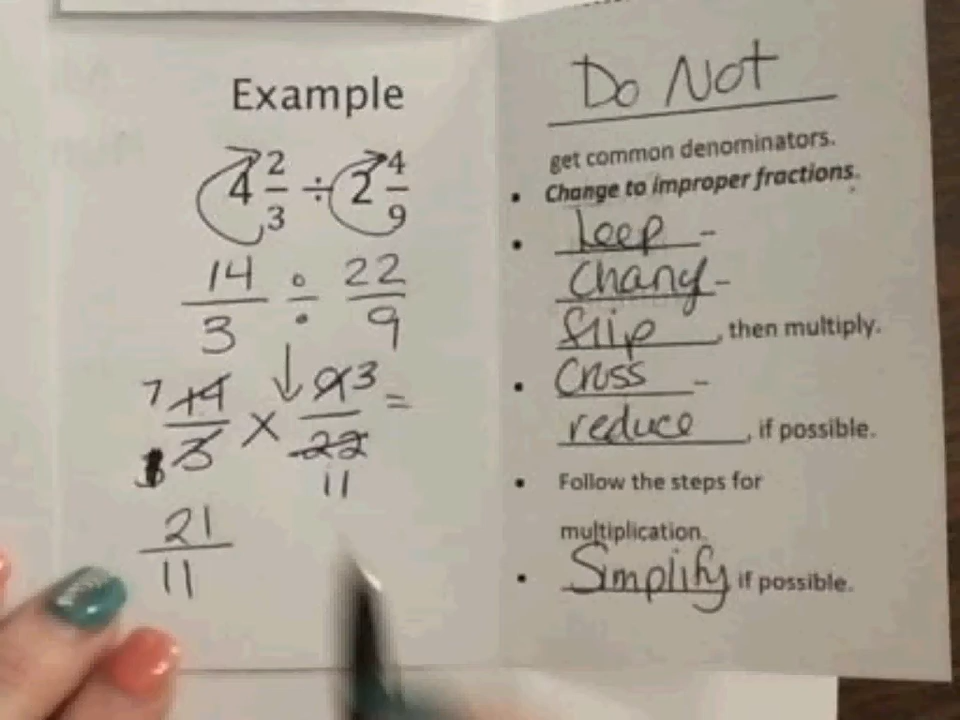 Example
4 2/3 ÷ 2 4/9
14/3 ÷ 22/9
7 14/3 × 9/22 3 =
1 11
21/11
Do Not
get common denominators.
• Change to improper fractions.
• keep -
Chang -
flip, then multiply.
• Cross -
reduce, if possible.
• Follow the steps for
multiplication.
• Simplify if possible.